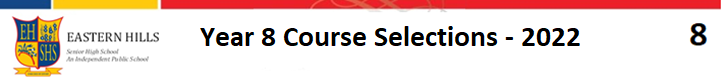 EH
SHS
EASTERN HILLS
Senior High School
An Independent Public School
Year 8 Course Selections - 2022
8